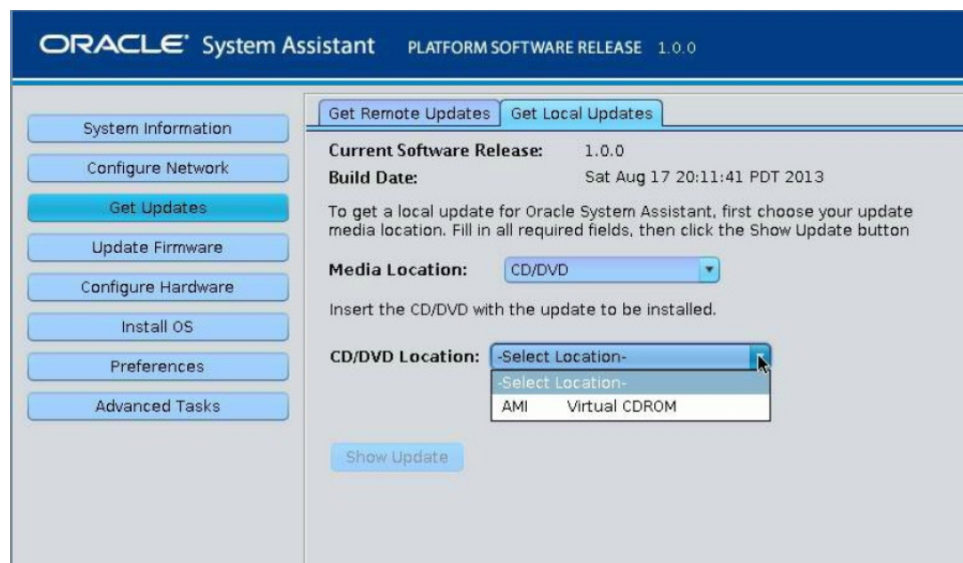 ORACLE System Assistant PLATFORM SOFTWARE RELEASE 1.0.0
System Information
Configure Network
Get Updates
Update Firmware
Configure Hardware
Install OS
Preferences
Advanced Tasks
Get Remote Updates Get Local Updates
Current Software Release: 1.0.0
Build Date: Sat Aug 17 20:11:41 PDT 2013
To get a local update for Oracle System Assistant, first choose your update
media location. Fill in all required fields, then click the Show Update button
Media Location: CD/DVD
Insert the CD/DVD with the update to be installed.
CD/DVD Location: -Select Location-
-Select Location-
AMI Virtual CDROM
Show Update